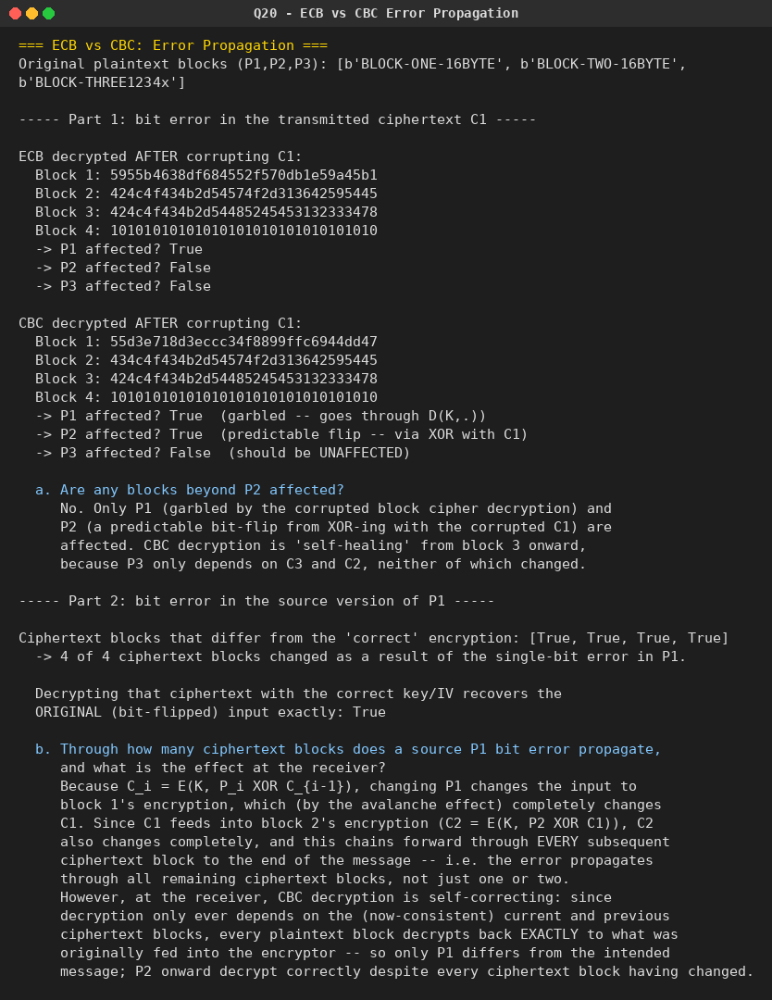 Q20 - ECB vs CBC Error Propagation
=== ECB vs CBC: Error Propagation ===
Original plaintext blocks (P1,P2,P3): [b'BLOCK-ONE-16BYTE', b'BLOCK-TWO-16BYTE',
b'BLOCK-THREE1234x']
----- Part 1: bit error in the transmitted ciphertext C1 -----
ECB decrypted AFTER corrupting C1:
Block 1: 5955b4638df684552f570db1e59a45b1
Block 2: 424c4f434b2d54574f2d313642595445
Block 3: 424c4f434b2d54485245453132333478
Block 4: 10101010101010101010101010101010
-> P1 affected? True
-> P2 affected? False
-> P3 affected? False
CBC decrypted AFTER corrupting C1:
Block 1: 55d3e718d3eccc34f8899ffc6944dd47
Block 2: 434c4f434b2d54574f2d313642595445
Block 3: 424c4f434b2d54485245453132333478
Block 4: 10101010101010101010101010101010
-> P1 affected? True  (garbled -- goes through D(K,.))
-> P2 affected? True  (predictable flip -- via XOR with C1)
-> P3 affected? False  (should be UNAFFECTED)
a. Are any blocks beyond P2 affected?
No. Only P1 (garbled by the corrupted block cipher decryption) and
P2 (a predictable bit-flip from XOR-ing with the corrupted C1) are
affected. CBC decryption is 'self-healing' from block 3 onward,
because P3 only depends on C3 and C2, neither of which changed.
----- Part 2: bit error in the source version of P1 -----
Ciphertext blocks that differ from the 'correct' encryption: [True, True, True, True]
-> 4 of 4 ciphertext blocks changed as a result of the single-bit error in P1.
Decrypting that ciphertext with the correct key/IV recovers the
ORIGINAL (bit-flipped) input exactly: True
b. Through how many ciphertext blocks does a source P1 bit error propagate,
and what is the effect at the receiver?
Because C_i = E(K, P_i XOR C_{i-1}), changing P1 changes the input to
block 1's encryption, which (by the avalanche effect) completely changes
C1. Since C1 feeds into block 2's encryption (C2 = E(K, P2 XOR C1)), C2
also changes completely, and this chains forward through EVERY subsequent
ciphertext block to the end of the message -- i.e. the error propagates
through all remaining ciphertext blocks, not just one or two.
However, at the receiver, CBC decryption is self-correcting: since
decryption only ever depends on the (now-consistent) current and previous
ciphertext blocks, every plaintext block decrypts back EXACTLY to what was
originally fed into the encryptor -- so only P1 differs from the intended
message; P2 onward decrypt correctly despite every ciphertext block having changed.